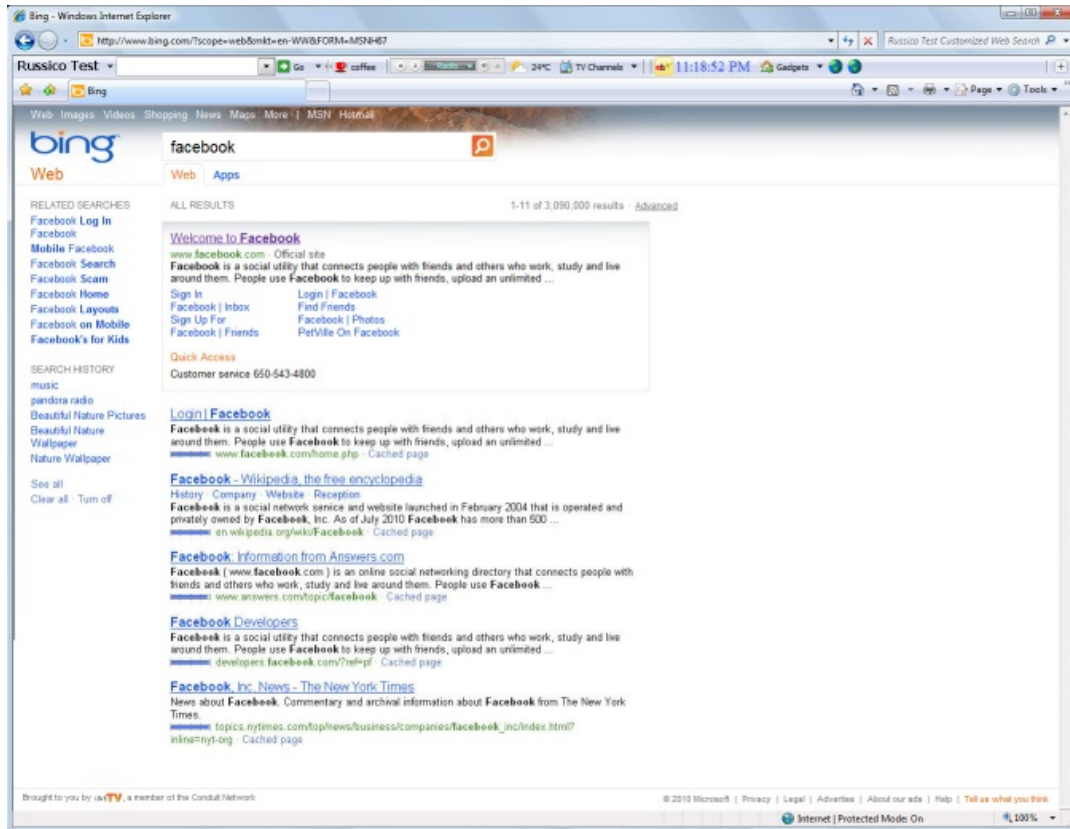 Bing - Windows Internet Explorer
http://www.bing.com/?scope=web&mkt=en-WW&FORM=MSNH67
Russico Test Customized Web Search
Russico Test
Go
coffee
Radio
24°C
TV Channels
eb
11:18:52 PM
Gadgets
Bing
Page
Tools
Web Images Videos Shopping News Maps More | MSN Hotmail
bing
facebook
Web
Web Apps
RELATED SEARCHES
Facebook Log In
Facebook
Mobile Facebook
Facebook Search
Facebook Scam
Facebook Home
Facebook Layouts
Facebook on Mobile
Facebook's for Kids
SEARCH HISTORY
music
pandora radio
Beautiful Nature Pictures
Beautiful Nature
Wallpaper
Nature Wallpaper
See all
Clear all · Turn off
ALL RESULTS
1-11 of 3,090,000 results · Advanced
Welcome to Facebook
www.facebook.com · Official site
Facebook is a social utility that connects people with friends and others who work, study and live
around them. People use Facebook to keep up with friends, upload an unlimited ...
Sign In Login | Facebook
Facebook | Inbox Find Friends
Sign Up For Facebook | Photos
Facebook | Friends PetVille On Facebook
Quick Access
Customer service 650-543-4800
Login | Facebook
Facebook is a social utility that connects people with friends and others who work, study and live
around them. People use Facebook to keep up with friends, upload an unlimited ...
www.facebook.com/home.php · Cached page
Facebook - Wikipedia, the free encyclopedia
History · Company · Website · Reception
Facebook is a social network service and website launched in February 2004 that is operated and
privately owned by Facebook, Inc. As of July 2010 Facebook has more than 500 ...
en.wikipedia.org/wiki/Facebook · Cached page
Facebook: Information from Answers.com
Facebook ( www.facebook.com ) is an online social networking directory that connects people with
friends and others who work, study and live around them. People use Facebook ...
www.answers.com/topic/facebook · Cached page
Facebook Developers
Facebook is a social utility that connects people with friends and others who work, study and live
around them. People use Facebook to keep up with friends, upload an unlimited ...
developers.facebook.com/?ref=pf · Cached page
Facebook, Inc. News - The New York Times
News about Facebook. Commentary and archival information about Facebook from The New York
Times.
topics.nytimes.com/top/news/business/companies/facebook_inc/index.html?
inline=nyt-org · Cached page
Brought to you by TV, a member of the Conduit Network
© 2010 Microsoft | Privacy | Legal | Advertise | About our ads | Help | Tell us what you think
Internet | Protected Mode: On
100%